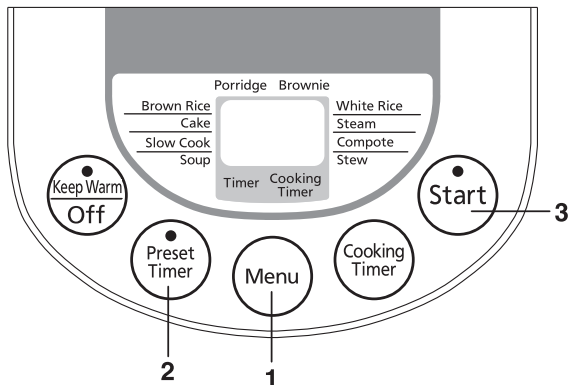 Porridge Brownie
Brown Rice
Cake
Slow Cook
Soup
White Rice
Steam
Compote
Stew
Timer
Cooking
Timer
Keep Warm
Off
Preset
Timer
Menu
Cooking
Timer
Start
3
2
1